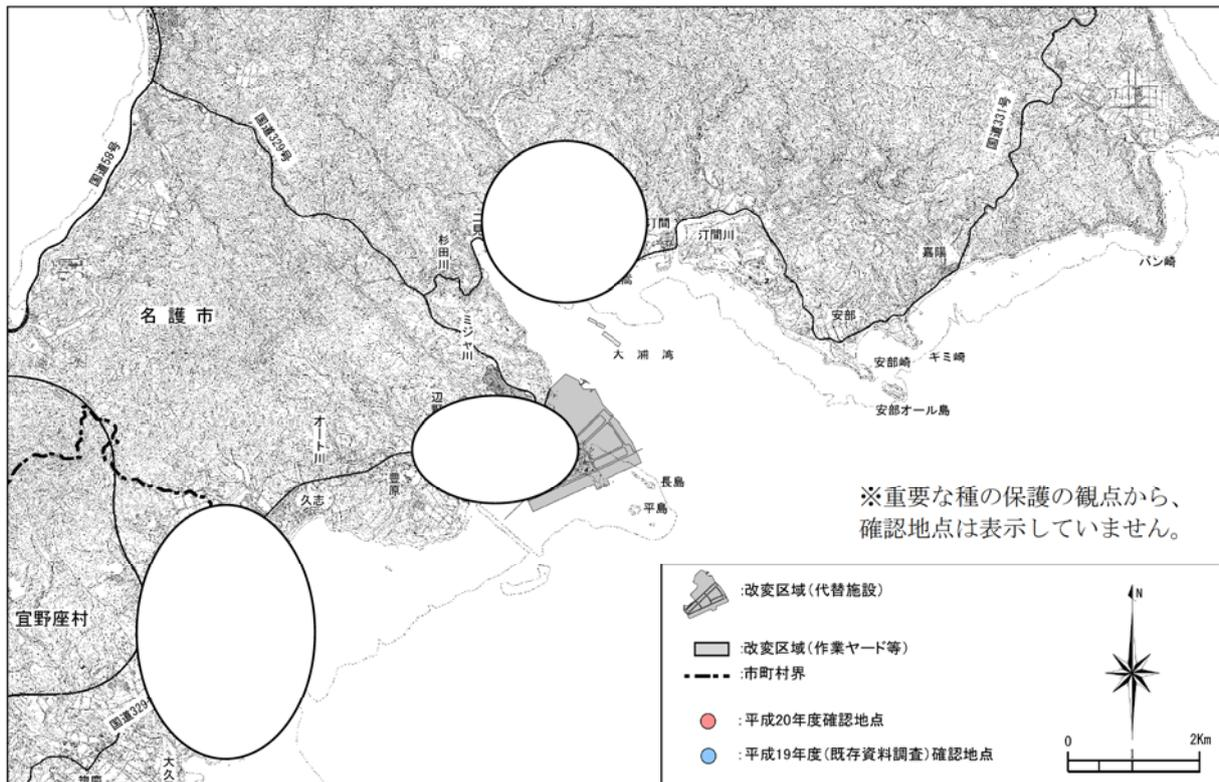 国道58号
国道329号
国道331号
杉田川
汀間
汀間川
嘉陽
バン崎
名護市
ミジャ川
大浦湾
安部
安部崎
ギミ崎
安部オール島
オート川
久志
豊原
長島
平島
※重要な種の保護の観点から、
確認地点は表示していません。
宜野座村
国道329
大久
:改変区域(代替施設)
:改変区域(作業ヤード等)
:市町村界
:平成20年度確認地点
:平成19年度(既存資料調査)確認地点
N
0
2Km